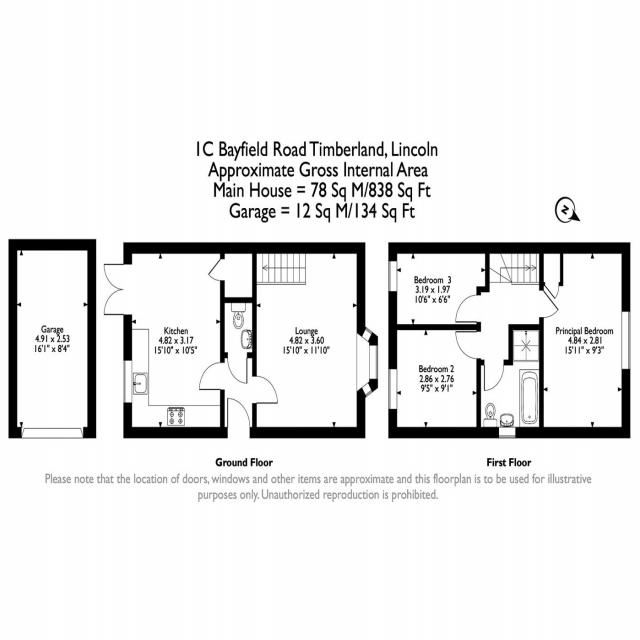 1C Bayfield Road Timberland, Lincoln
Approximate Gross Internal Area
Main House = 78 Sq M/838 Sq Ft
Garage = 12 Sq M/134 Sq Ft
N
Garage
4.91 x 2.53
16'1" x 8'4"
Kitchen
4.82 x 3.17
15'10" x 10'5"
Lounge
4.82 x 3.60
15'10" x 11'10"
Bedroom 3
3.19 x 1.97
10'6" x 6'6"
Bedroom 2
2.86 x 2.76
9'5" x 9'1"
Principal Bedroom
4.84 x 2.81
15'11" x 9'3"
Ground Floor
First Floor
Please note that the location of doors, windows and other items are approximate and this floorplan is to be used for illustrative
purposes only. Unauthorized reproduction is prohibited.